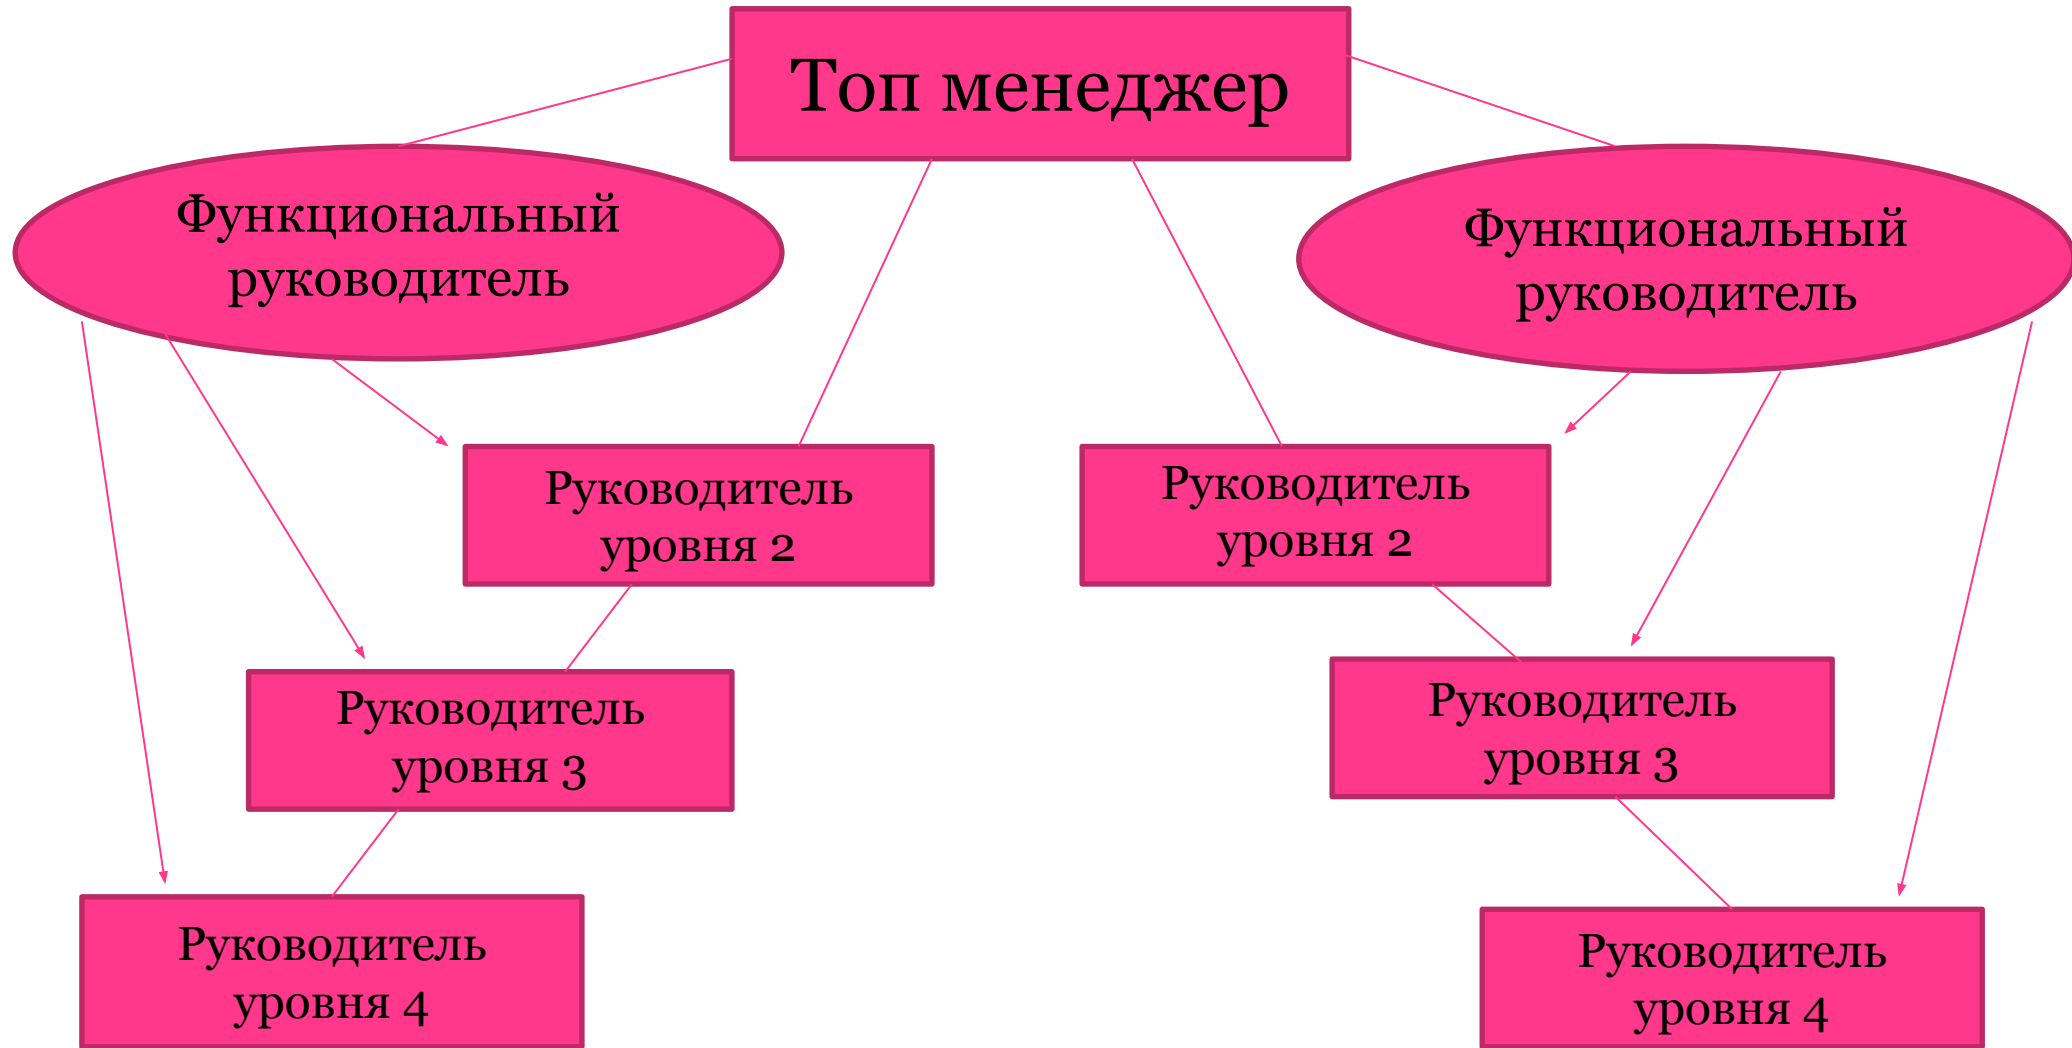 Топ менеджер
Функциональный
руководитель
Функциональный
руководитель
Руководитель
уровня 2
Руководитель
уровня 2
Руководитель
уровня 3
Руководитель
уровня 3
Руководитель
уровня 4
Руководитель
уровня 4